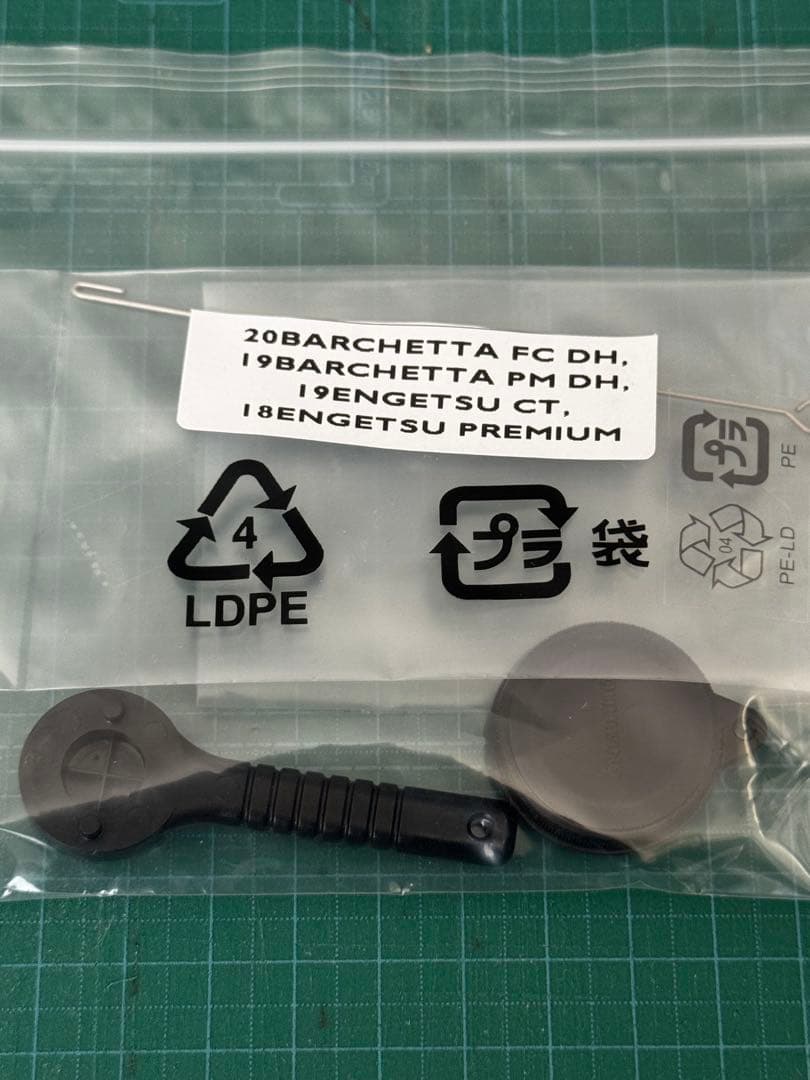 20BARCHETTA FC DH,
19BARCHETTA PM DH,
19ENGETSU CT,
18ENGETSU PREMIUM
4
LDPE
プラ
袋
プラ
PE
04
PE-LD